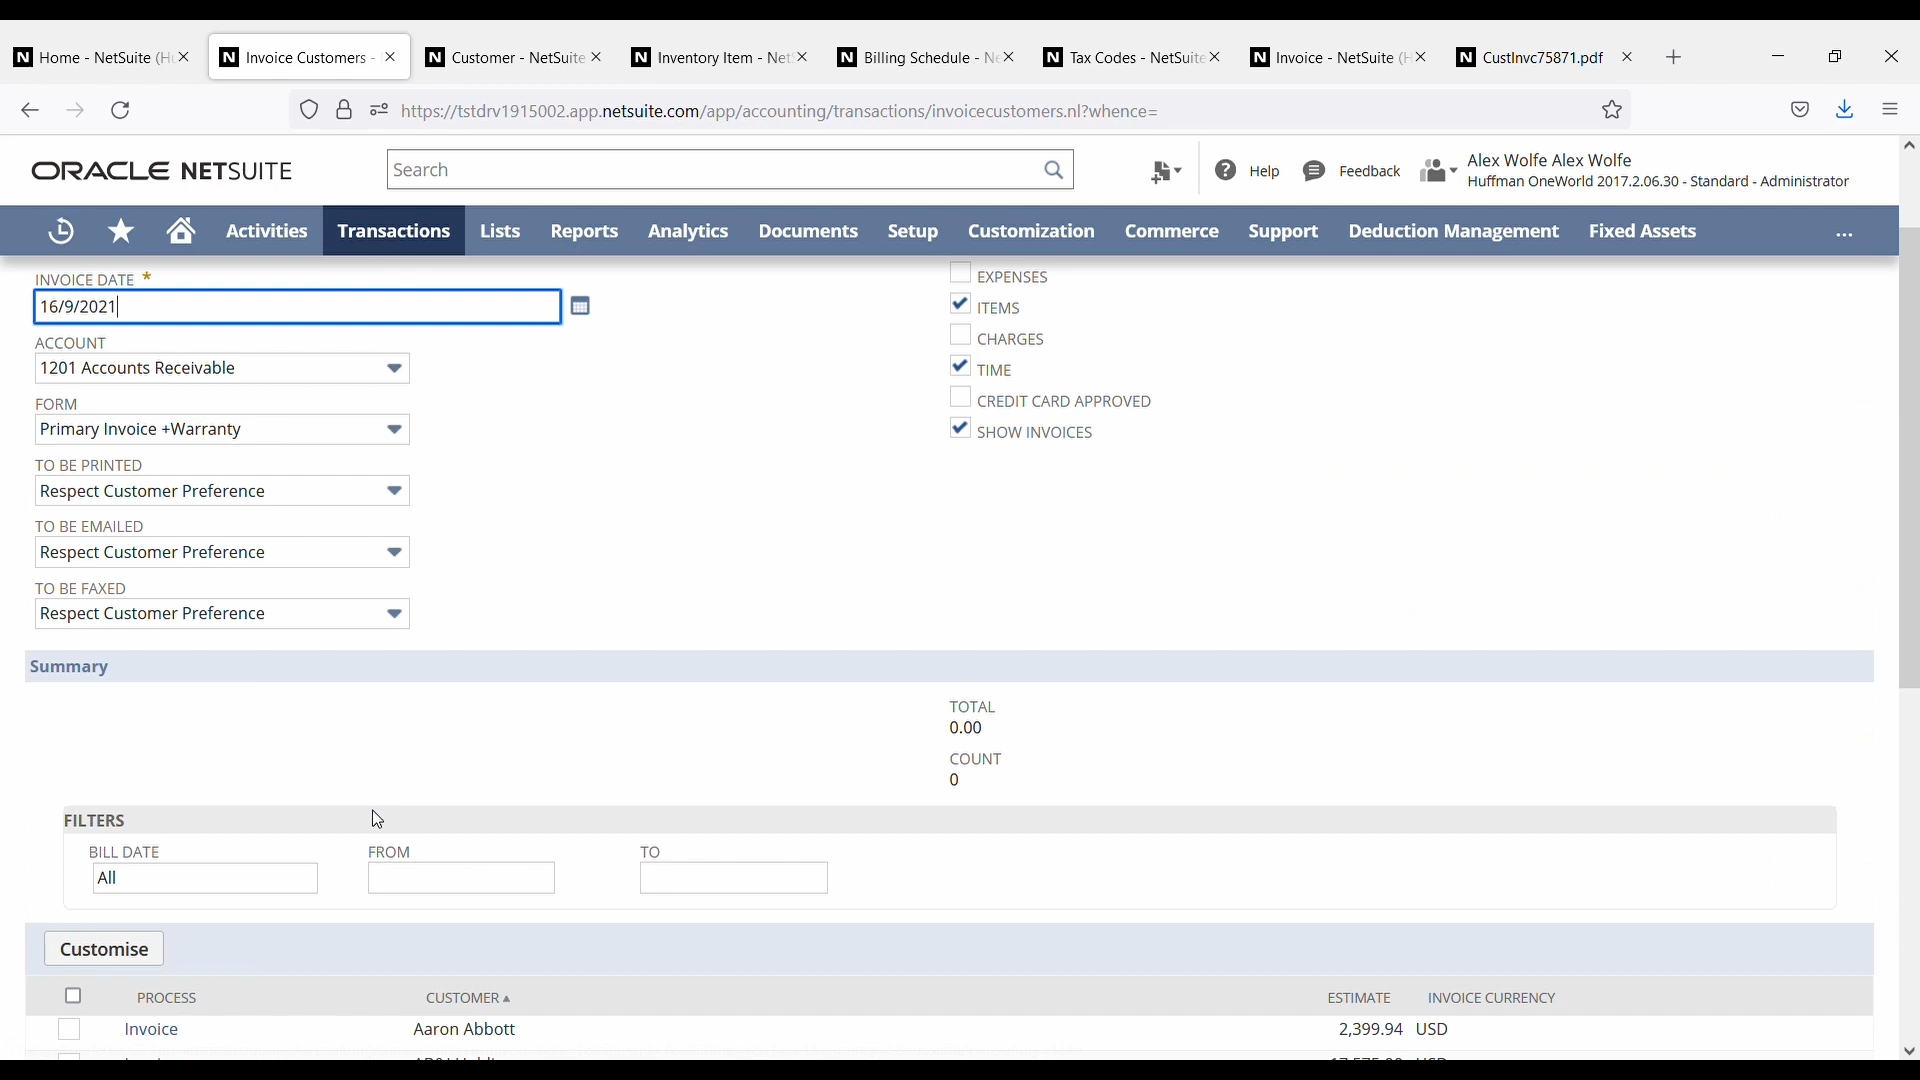 Home - NetSuite (Hu
Invoice Customers -
Customer - NetSuite
Inventory Item - Net
Billing Schedule - Ne
Tax Codes - NetSuite
Invoice - NetSuite (H
CustInvc75871.pdf
https://tstdrv1915002.app.netsuite.com/app/accounting/transactions/invoicecustomers.nl?whence=
ORACLE NETSUITE
Search
Help
Feedback
Alex Wolfe Alex Wolfe
Huffman OneWorld 2017.2.06.30 - Standard - Administrator
Activities Transactions Lists Reports Analytics Documents Setup Customization Commerce Support Deduction Management Fixed Assets ...
INVOICE DATE *
16/9/2021
ACCOUNT
1201 Accounts Receivable
FORM
Primary Invoice +Warranty
TO BE PRINTED
Respect Customer Preference
TO BE EMAILED
Respect Customer Preference
TO BE FAXED
Respect Customer Preference
EXPENSES
ITEMS
CHARGES
TIME
CREDIT CARD APPROVED
SHOW INVOICES
Summary
TOTAL
0.00
COUNT
0
FILTERS
BILL DATE FROM TO
All
Customise
PROCESS CUSTOMER ESTIMATE INVOICE CURRENCY
Invoice Aaron Abbott 2,399.94 USD